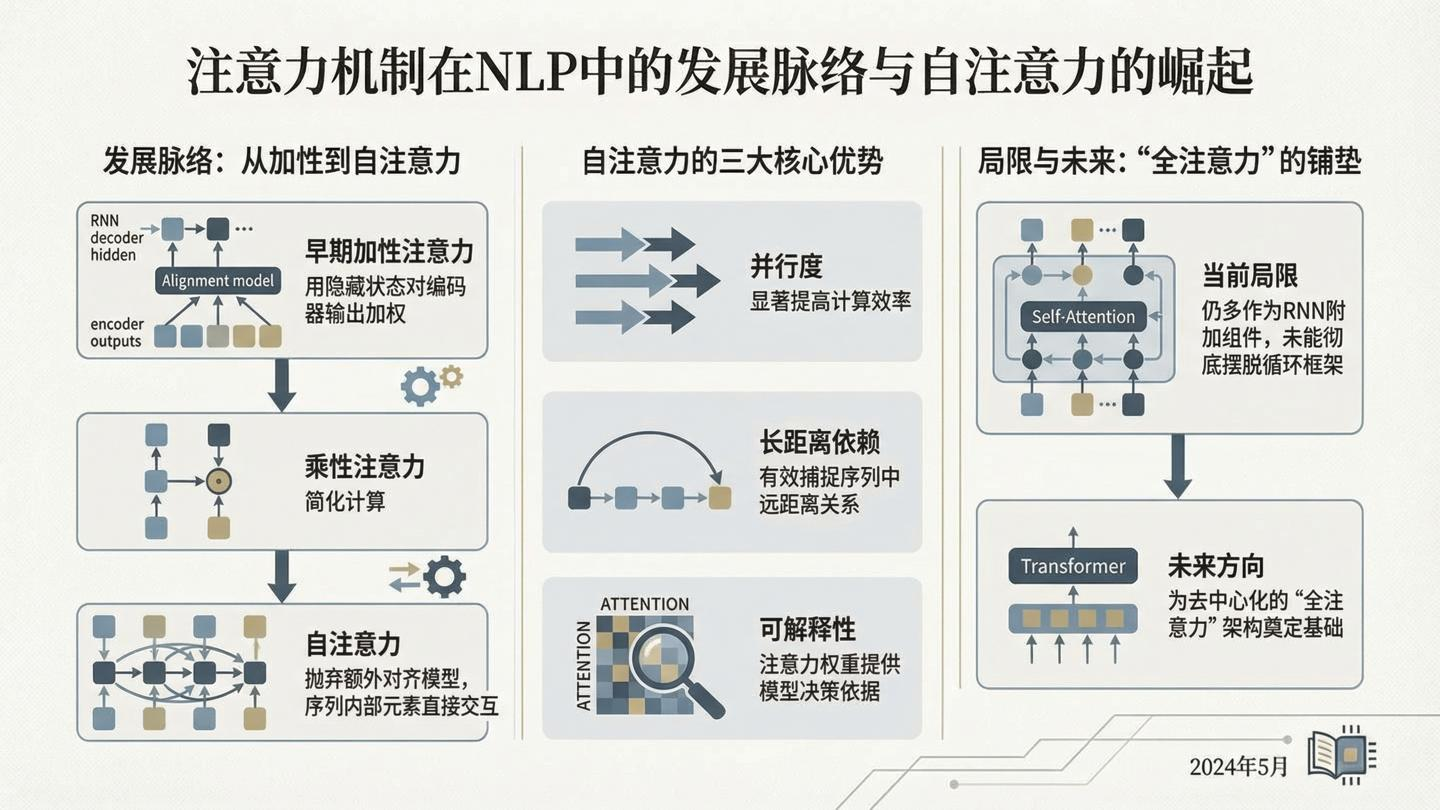 注意力机制在NLP中的发展脉络与自注意力的崛起
发展脉络：从加性到自注意力
RNN
decoder
hidden
Alignment model
encoder
outputs
早期加性注意力
用隐藏状态对编码
器输出加权
乘性注意力
简化计算
自注意力
抛弃额外对齐模型，
序列内部元素直接交互
自注意力的三大核心优势
并行度
显著提高计算效率
长距离依赖
有效捕捉序列中
远距离关系
ATTENTION
ATTENTION
可解释性
注意力权重提供
模型决策依据
局限与未来：“全注意力”的铺垫
Self-Attention
当前局限
仍多作为RNN附
加组件，未能彻
底摆脱循环框架
Transformer
未来方向
为去中心化的“全注
意力”架构奠定基础
2024年5月